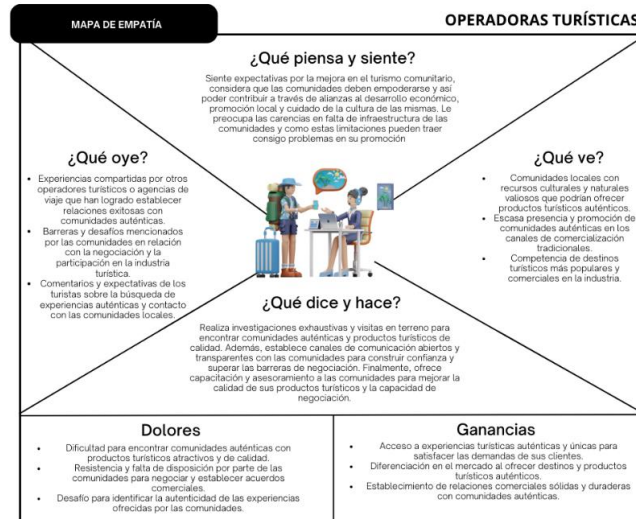 MAPA DE EMPATÍA
OPERADORAS TURÍSTICAS
¿Qué piensa y siente?
Siente expectativas por la mejora en el turismo comunitario,
considera que las comunidades deben empoderarse y así
poder contribuir a través de alianzas al desarrollo económico,
promoción local y cuidado de la cultura de las mismas. Le
preocupa las carencias en falta de infraestructura de las
comunidades y como estas limitaciones pueden traer
consigo problemas en su promoción
¿Qué oye?
• Experiencias compartidas por otros
operadores turísticos o agencias de
viaje que han logrado establecer
relaciones exitosas con
comunidades auténticas.
• Barreras y desafíos mencionados
por las comunidades en relación
con la negociación y la
participación en la industria
turística.
• Comentarios y expectativas de los
turistas sobre la búsqueda de
experiencias auténticas y contacto
con las comunidades locales.
¿Qué ve?
• Comunidades locales con
recursos culturales y naturales
valiosos que podrían ofrecer
productos turísticos auténticos.
• Escasa presencia y promoción de
comunidades auténticas en los
canales de comercialización
tradicionales.
• Competencia de destinos
turísticos más populares y
comerciales en la industria.
¿Qué dice y hace?
Realiza investigaciones exhaustivas y visitas en terreno para
encontrar comunidades auténticas y productos turísticos de
calidad. Además, establece canales de comunicación abiertos y
transparentes con las comunidades para construir confianza y
superar las barreras de negociación. Finalmente, ofrece
capacitación y asesoramiento a las comunidades para mejorar la
calidad de sus productos turísticos y la capacidad de
negociación.
Dolores
• Dificultad para encontrar comunidades auténticas con
productos turísticos atractivos y de calidad.
• Resistencia y falta de disposición por parte de las
comunidades para negociar y establecer acuerdos
comerciales.
• Desafío para identificar la autenticidad de las experiencias
ofrecidas por las comunidades.
Ganancias
• Acceso a experiencias turísticas auténticas y únicas para
satisfacer las demandas de sus clientes.
• Diferenciación en el mercado al ofrecer destinos y productos
turísticos auténticos.
• Establecimiento de relaciones comerciales sólidas y duraderas
con comunidades auténticas.